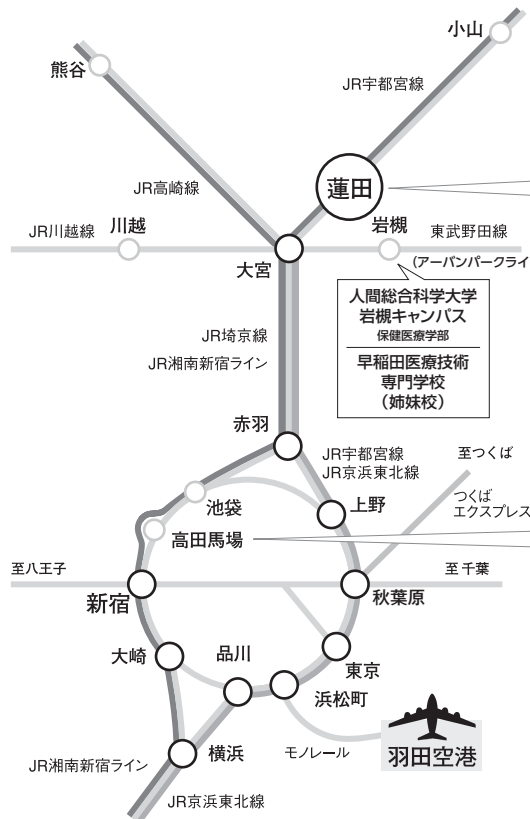 小山
熊谷
JR宇都宮線
蓮田
JR高崎線
JR川越線
川越
岩槻
東武野田線
(アーバンパークライ
大宮
人間総合科学大学
岩槻キャンパス
保健医療学部
早稲田医療技術
専門学校
(姉妹校)
JR埼京線
JR湘南新宿ライン
赤羽
JR宇都宮線
JR京浜東北線
至つくば
池袋
上野
つくば
エクスプレス
高田馬場
至八王子
至千葉
新宿
秋葉原
大崎
品川
東京
浜松町
横浜
モノレール
羽田空港
JR湘南新宿ライン
JR京浜東北線